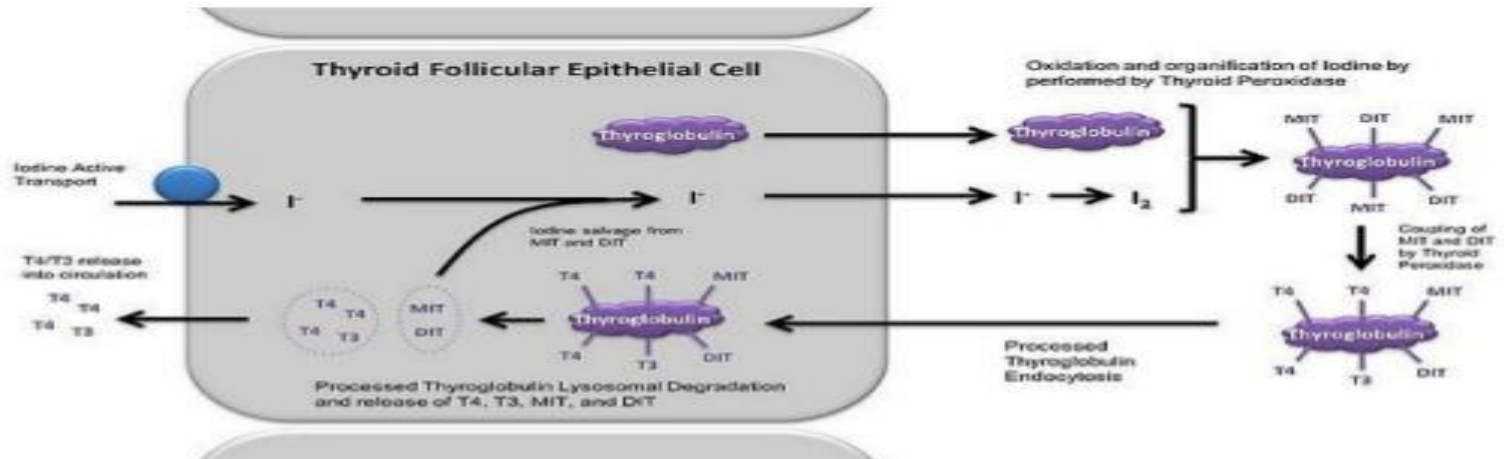 Thyroid Follicular Epithelial Cell
Oxidation and organification of Iodine by
performed by Thyroid Peroxidase
Thyroglobulin
Thyroglobulin
MIT DIT MIT
Thyroglobulin
DIT MIT DIT
Iodine Active
Transport
I-
I-
I-
I2
Iodine salvage from
MIT and DIT
Coupling of
MIT and DIT
by Thyroid
Peroxidase
T4/T3 release
into circulation
T4 T4
T4 T3
T4 T4
T4 T3
MIT
DIT
T4 T4 MIT
Thyroglobulin
T4 T3 DIT
T4 T4 MIT
Thyroglobulin
T4 T3 DIT
Processed
Thyroglobulin
Endocytosis
Processed Thyroglobulin Lysosomal Degradation
and release of T4, T3, MIT, and DIT